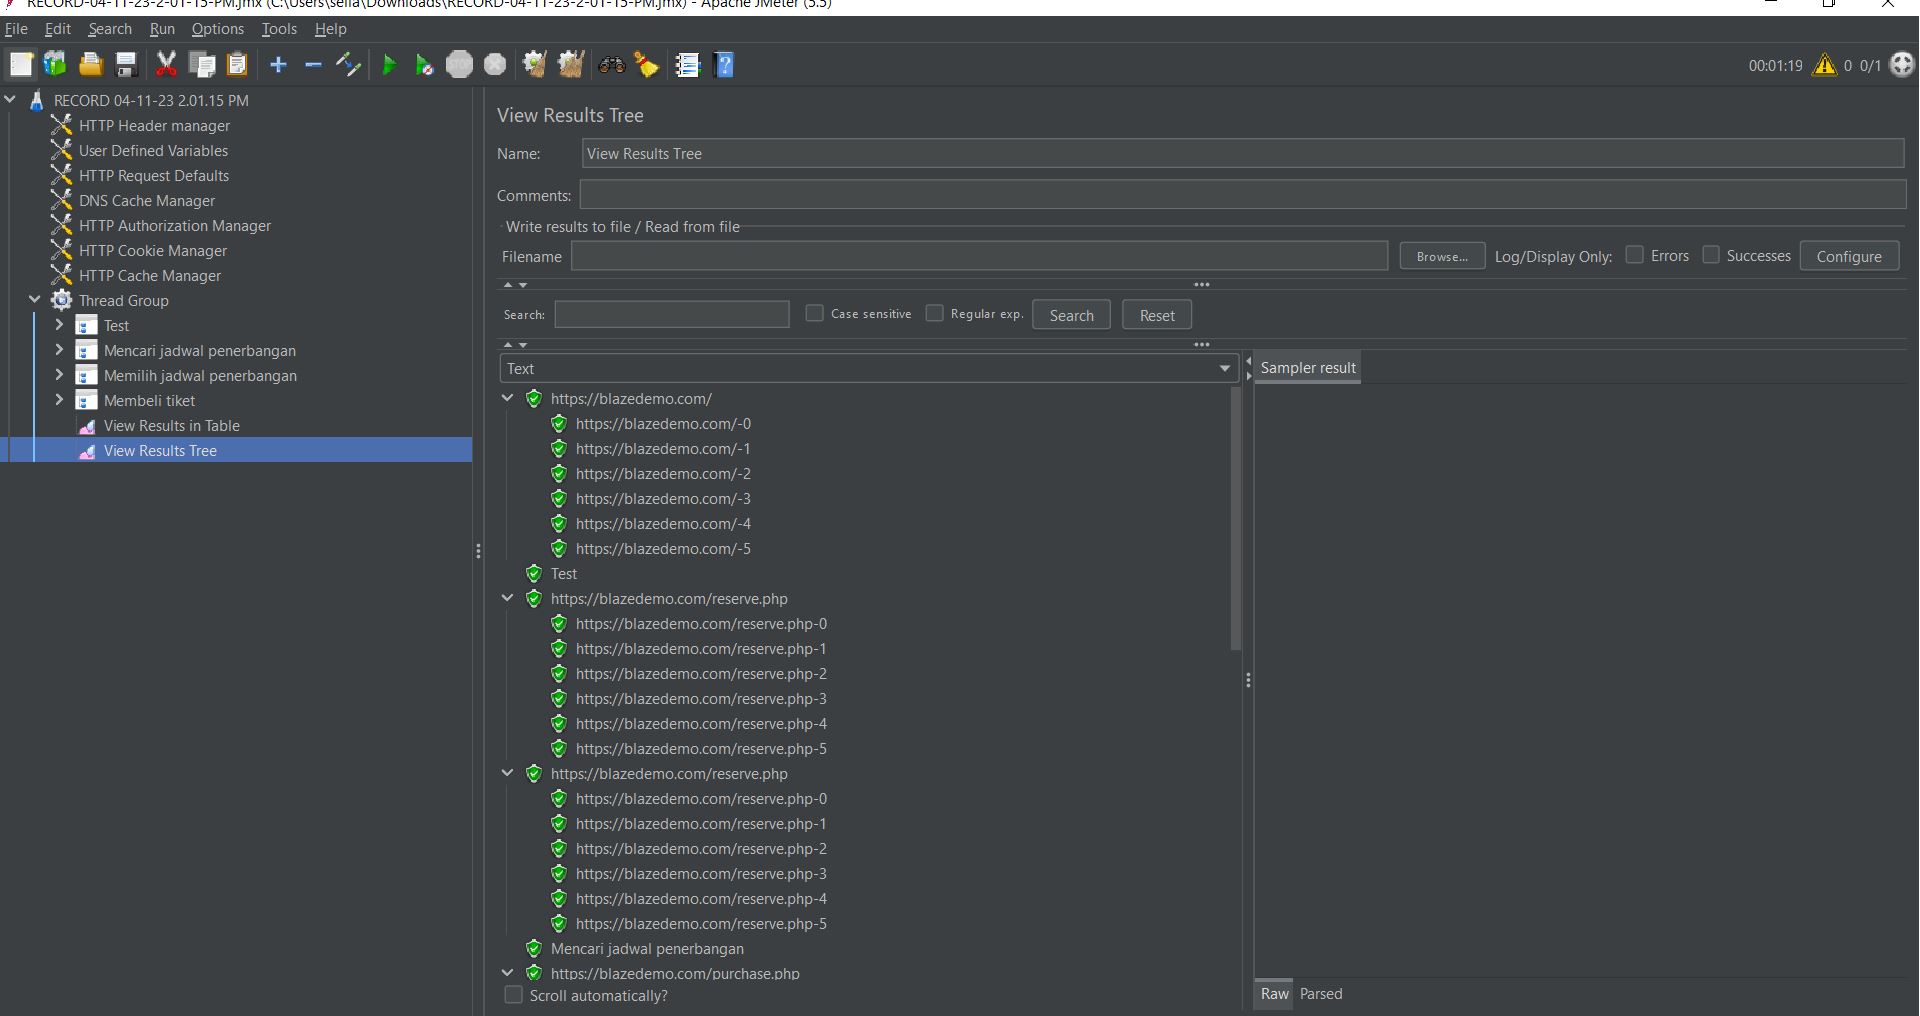 RECORD-04-11-23-2-01-15-PM.jmx (C:\Users\sella\Downloads\RECORD-04-11-23-2-01-15-PM.jmx) - Apache JMeter (5.5)
File Edit Search Run Options Tools Help
STOP
00:01:19 0 0/1
RECORD 04-11-23 2.01.15 PM
HTTP Header manager
User Defined Variables
HTTP Request Defaults
DNS Cache Manager
HTTP Authorization Manager
HTTP Cookie Manager
HTTP Cache Manager
Thread Group
Test
Mencari jadwal penerbangan
Memilih jadwal penerbangan
Membeli tiket
View Results in Table
View Results Tree
View Results Tree
Name: View Results Tree
Comments:
Write results to file / Read from file
Filename Browse... Log/Display Only: Errors Successes Configure
Search: Case sensitive Regular exp. Search Reset
Text
https://blazedemo.com/
https://blazedemo.com/-0
https://blazedemo.com/-1
https://blazedemo.com/-2
https://blazedemo.com/-3
https://blazedemo.com/-4
https://blazedemo.com/-5
Test
https://blazedemo.com/reserve.php
https://blazedemo.com/reserve.php-0
https://blazedemo.com/reserve.php-1
https://blazedemo.com/reserve.php-2
https://blazedemo.com/reserve.php-3
https://blazedemo.com/reserve.php-4
https://blazedemo.com/reserve.php-5
https://blazedemo.com/reserve.php
https://blazedemo.com/reserve.php-0
https://blazedemo.com/reserve.php-1
https://blazedemo.com/reserve.php-2
https://blazedemo.com/reserve.php-3
https://blazedemo.com/reserve.php-4
https://blazedemo.com/reserve.php-5
Mencari jadwal penerbangan
https://blazedemo.com/purchase.php
Scroll automatically?
Sampler result
Raw Parsed